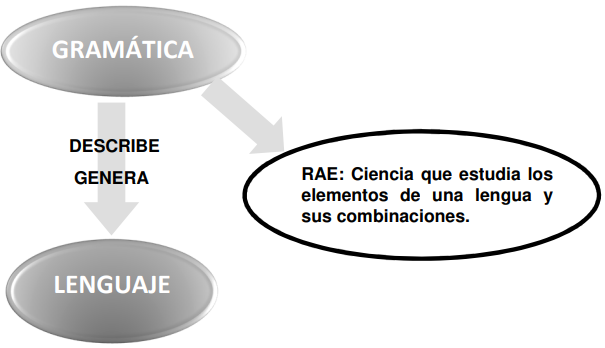 GRAMÁTICA
DESCRIBE
GENERA
RAE: Ciencia que estudia los
elementos de una lengua y
sus combinaciones.
LENGUAJE